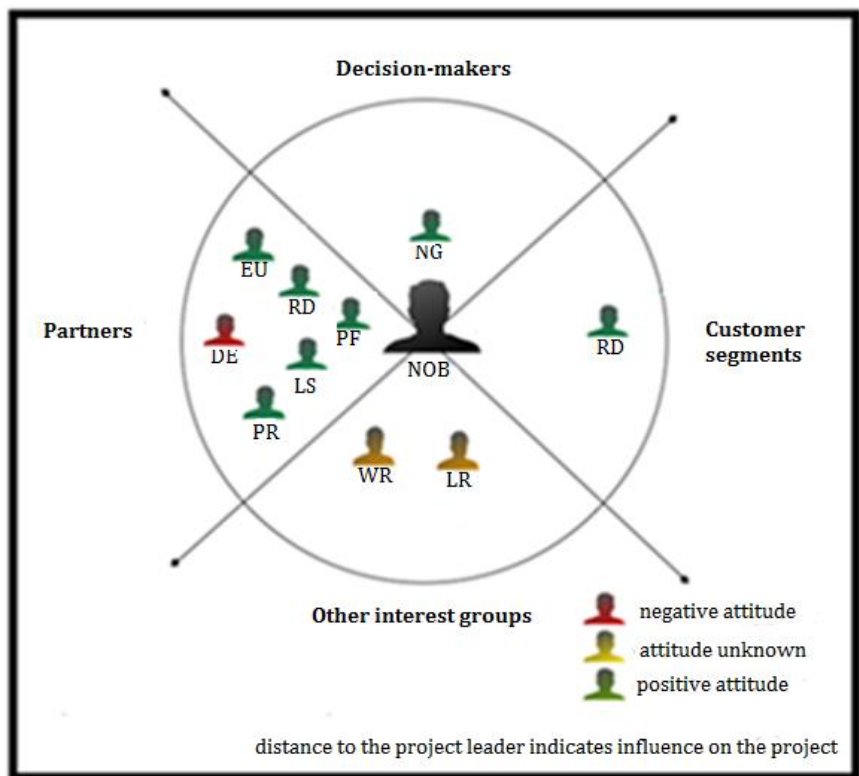 Decision-makers
NG
EU
RD
PF
DE
LS
PR
NOB
RD
Partners
Customer
segments
WR
LR
Other interest groups
negative attitude
attitude unknown
positive attitude
distance to the project leader indicates influence on the project